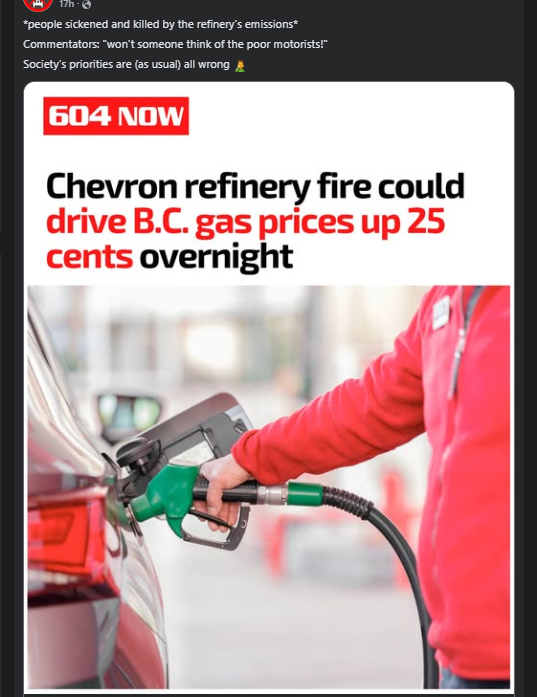 17h ·
*people sickened and killed by the refinery's emissions*
Commentators: "won't someone think of the poor motorists!"
Society's priorities are (as usual) all wrong 🤦‍♂️
604 NOW
Chevron refinery fire could
drive B.C. gas prices up 25
cents overnight